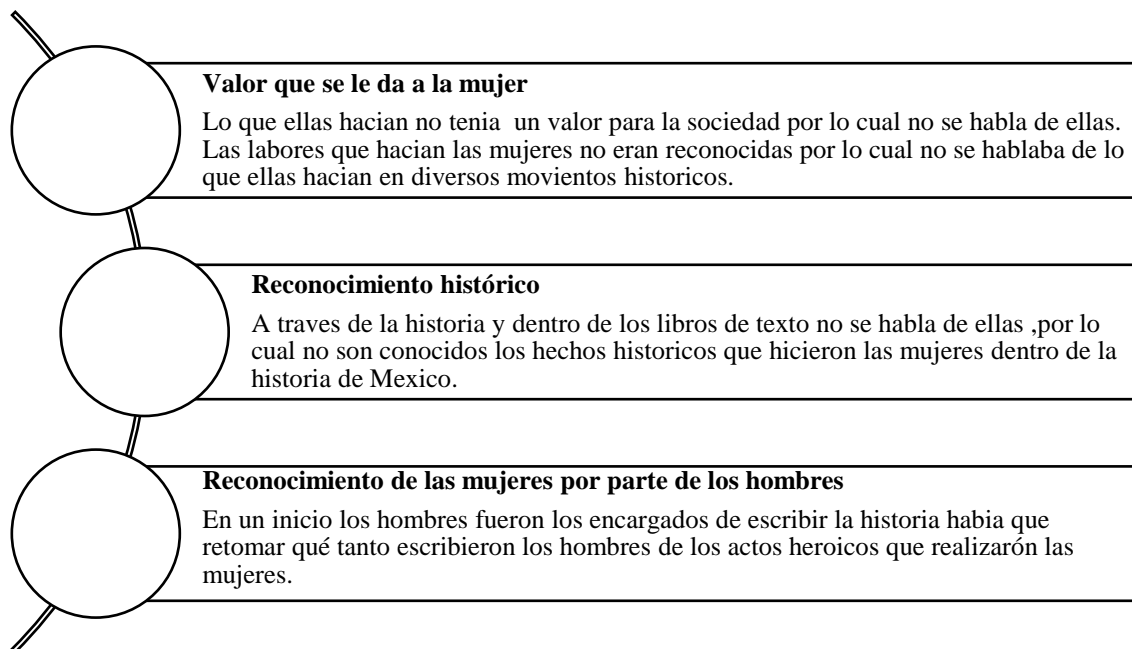 Valor que se le da a la mujer
Lo que ellas hacian no tenia  un valor para la sociedad por lo cual no se habla de ellas.
Las labores que hacian las mujeres no eran reconocidas por lo cual no se hablaba de lo
que ellas hacian en diversos movientos historicos.
Reconocimiento histórico
A traves de la historia y dentro de los libros de texto no se habla de ellas ,por lo
cual no son conocidos los hechos historicos que hicieron las mujeres dentro de la
historia de Mexico.
Reconocimiento de las mujeres por parte de los hombres
En un inicio los hombres fueron los encargados de escribir la historia habia que
retomar qué tanto escribieron los hombres de los actos heroicos que realizarón las
mujeres.